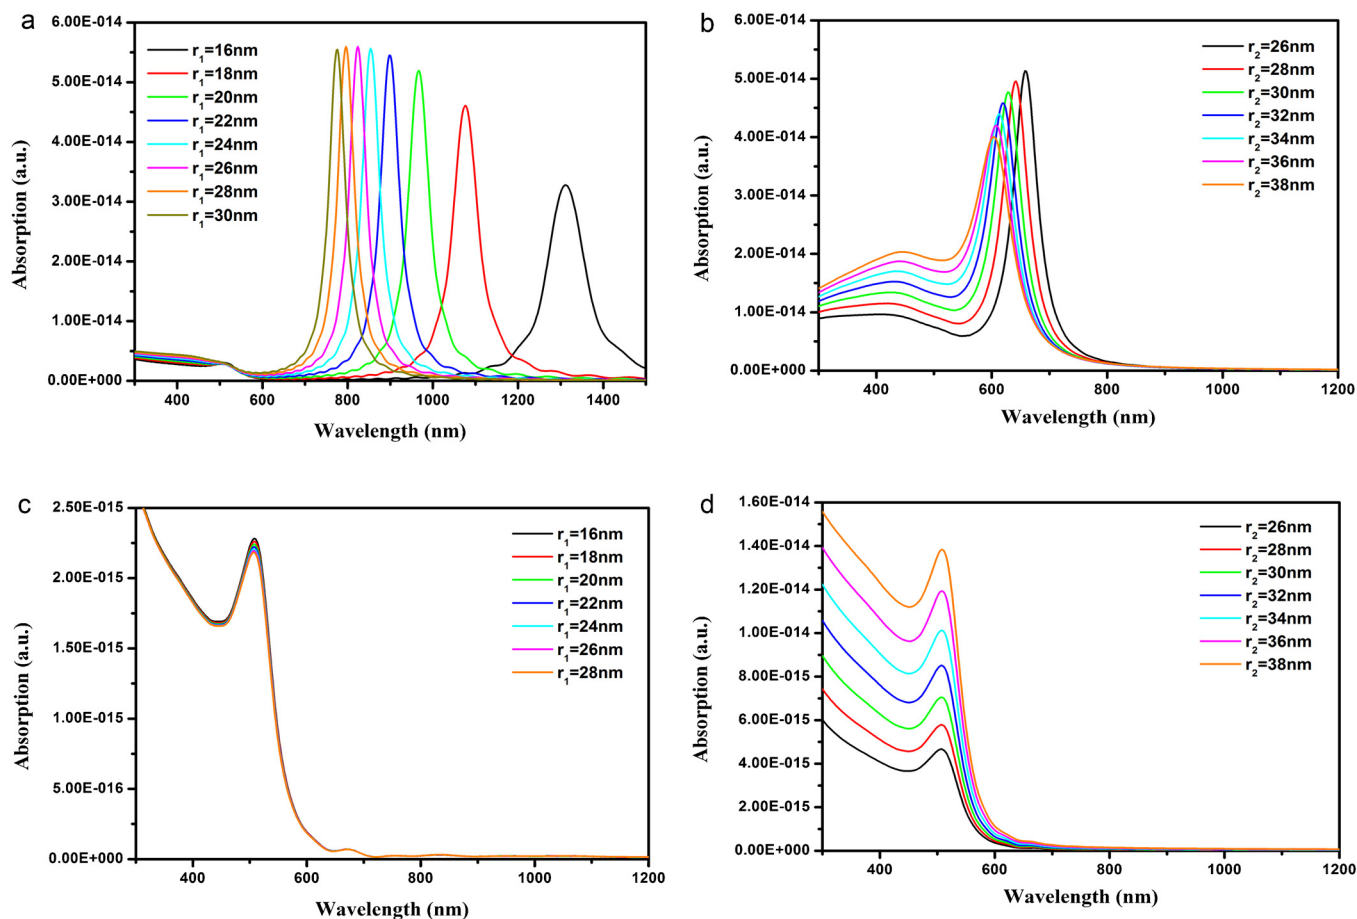 a
6.00E-014
5.00E-014
4.00E-014
3.00E-014
2.00E-014
1.00E-014
0.00E+000
Absorption (a.u.)
r1=16nm
r1=18nm
r1=20nm
r1=22nm
r1=24nm
r1=26nm
r1=28nm
r1=30nm
400 600 800 1000 1200 1400
Wavelength (nm)
b
6.00E-014
5.00E-014
4.00E-014
3.00E-014
2.00E-014
1.00E-014
0.00E+000
Absorption (a.u.)
r2=26nm
r2=28nm
r2=30nm
r2=32nm
r2=34nm
r2=36nm
r2=38nm
400 600 800 1000 1200
Wavelength (nm)
c
2.50E-015
2.00E-015
1.50E-015
1.00E-015
5.00E-016
0.00E+000
Absorption (a.u.)
r1=16nm
r1=18nm
r1=20nm
r1=22nm
r1=24nm
r1=26nm
r1=28nm
400 600 800 1000 1200
Wavelength (nm)
d
1.60E-014
1.40E-014
1.20E-014
1.00E-014
8.00E-015
6.00E-015
4.00E-015
2.00E-015
0.00E+000
Absorption (a.u.)
r2=26nm
r2=28nm
r2=30nm
r2=32nm
r2=34nm
r2=36nm
r2=38nm
400 600 800 1000 1200
Wavelength (nm)